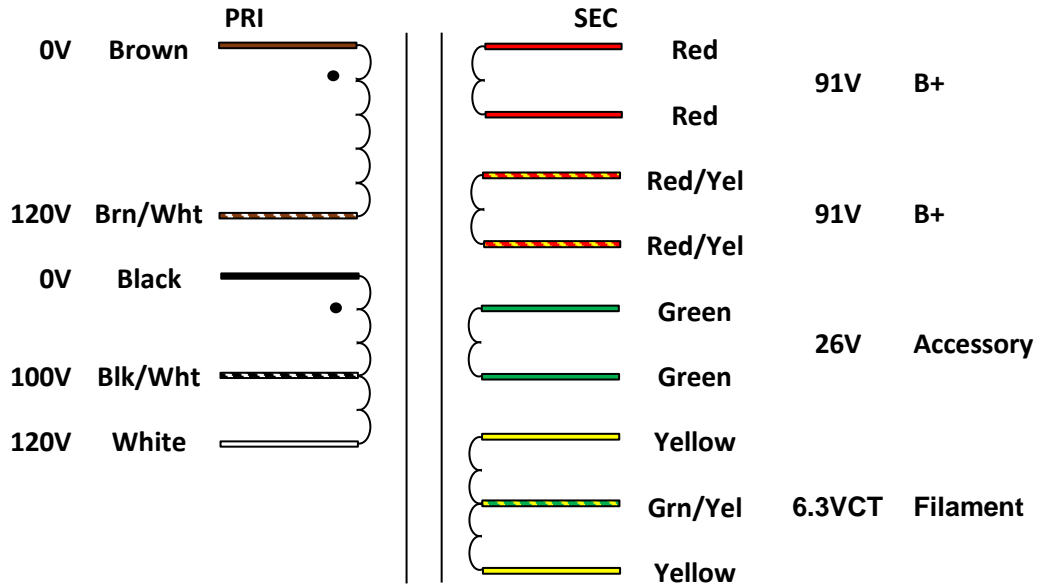 PRI SEC
0V Brown Red
91V B+
Red
Red/Yel
120V Brn/Wht 91V B+
Red/Yel
0V Black
Green
26V Accessory
100V Blk/Wht Green
120V White Yellow
Grn/Yel 6.3VCT Filament
Yellow